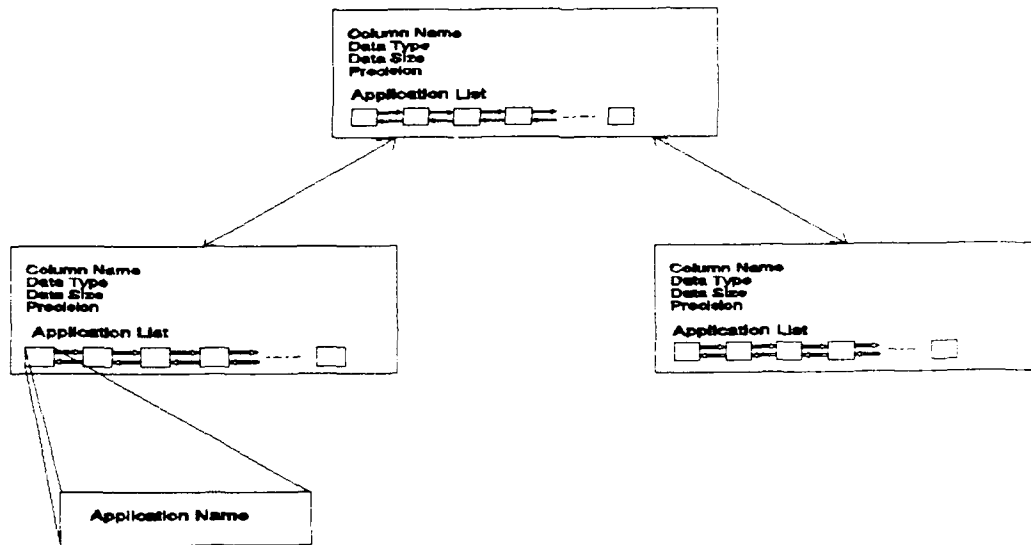 Column Name
Data Type
Data Size
Precision
Application List
Column Name
Data Type
Data Size
Precision
Application List
Column Name
Data Type
Data Size
Precision
Application List
Application Name